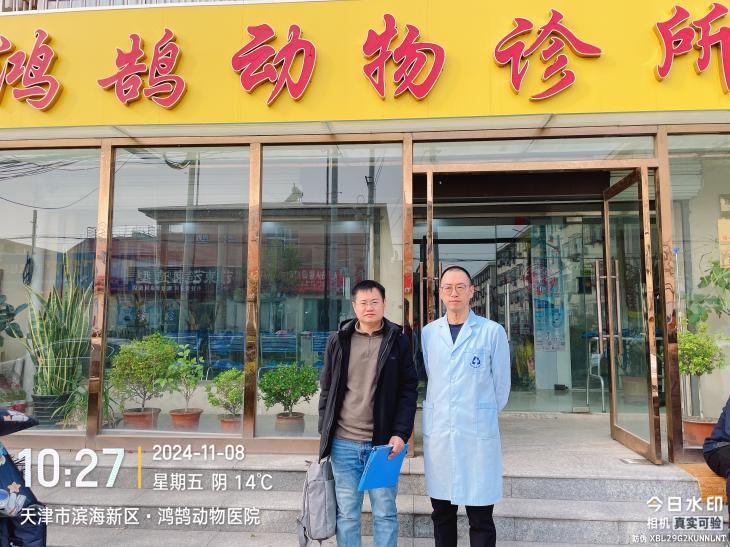 鸿鹄动物诊所
10:27
2024-11-08
星期五 阴 14℃
天津市滨海新区·鸿鹄动物医院
今日水印
相机 真实可验
防伪 XBL29G2KUNNLNT